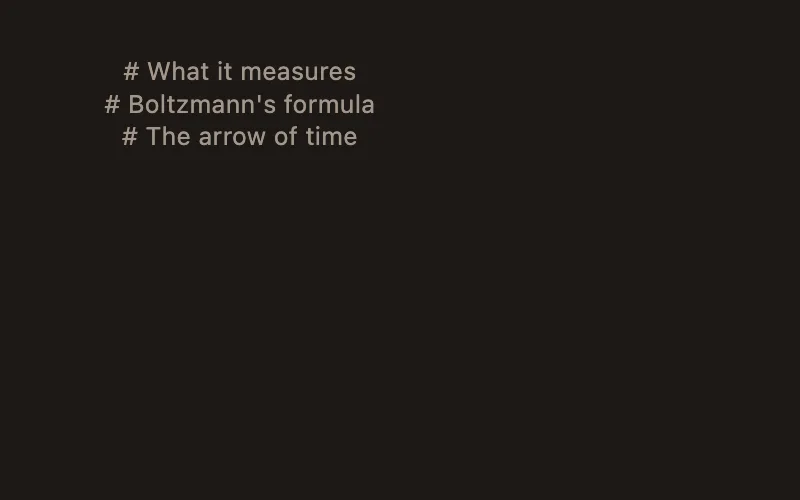 # What it measures
# Boltzmann's formula
# The arrow of time